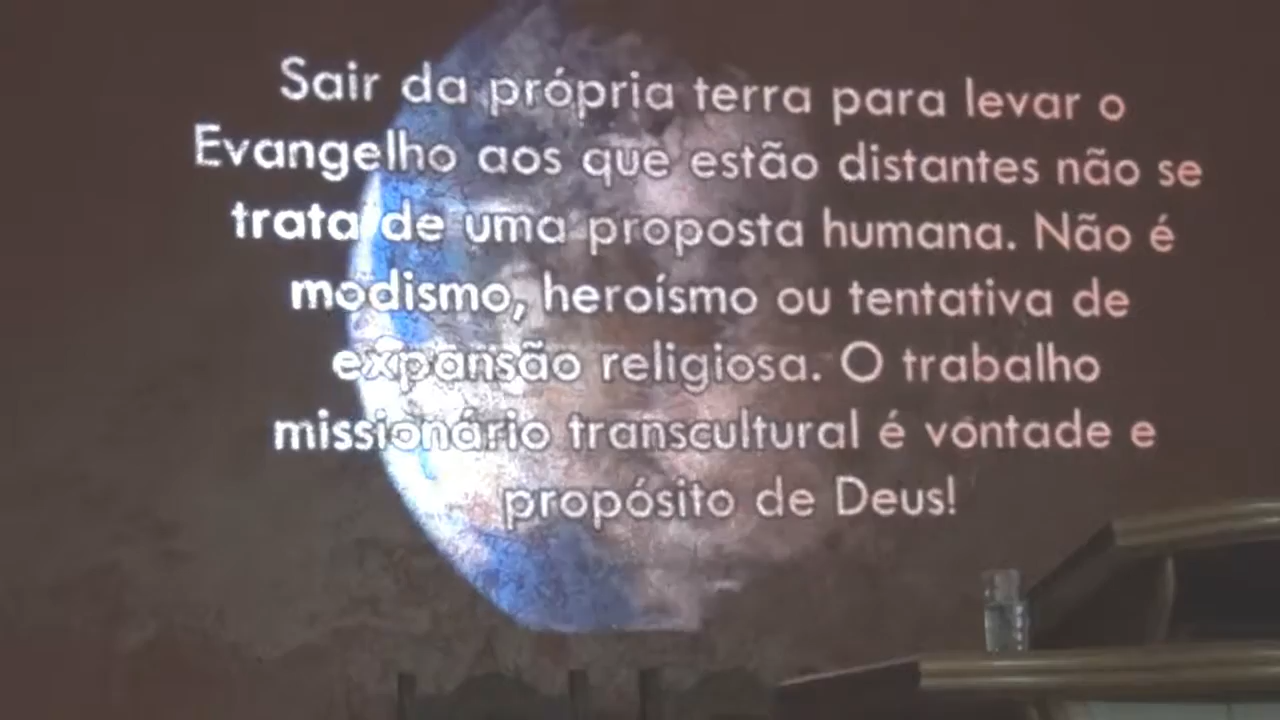 Sair da própria terra para levar o
Evangelho aos que estão distantes não se
trata de uma proposta humana. Não é
modismo, heroísmo ou tentativa de
expansão religiosa. O trabalho
missionário transcultural é vontade e
propósito de Deus!